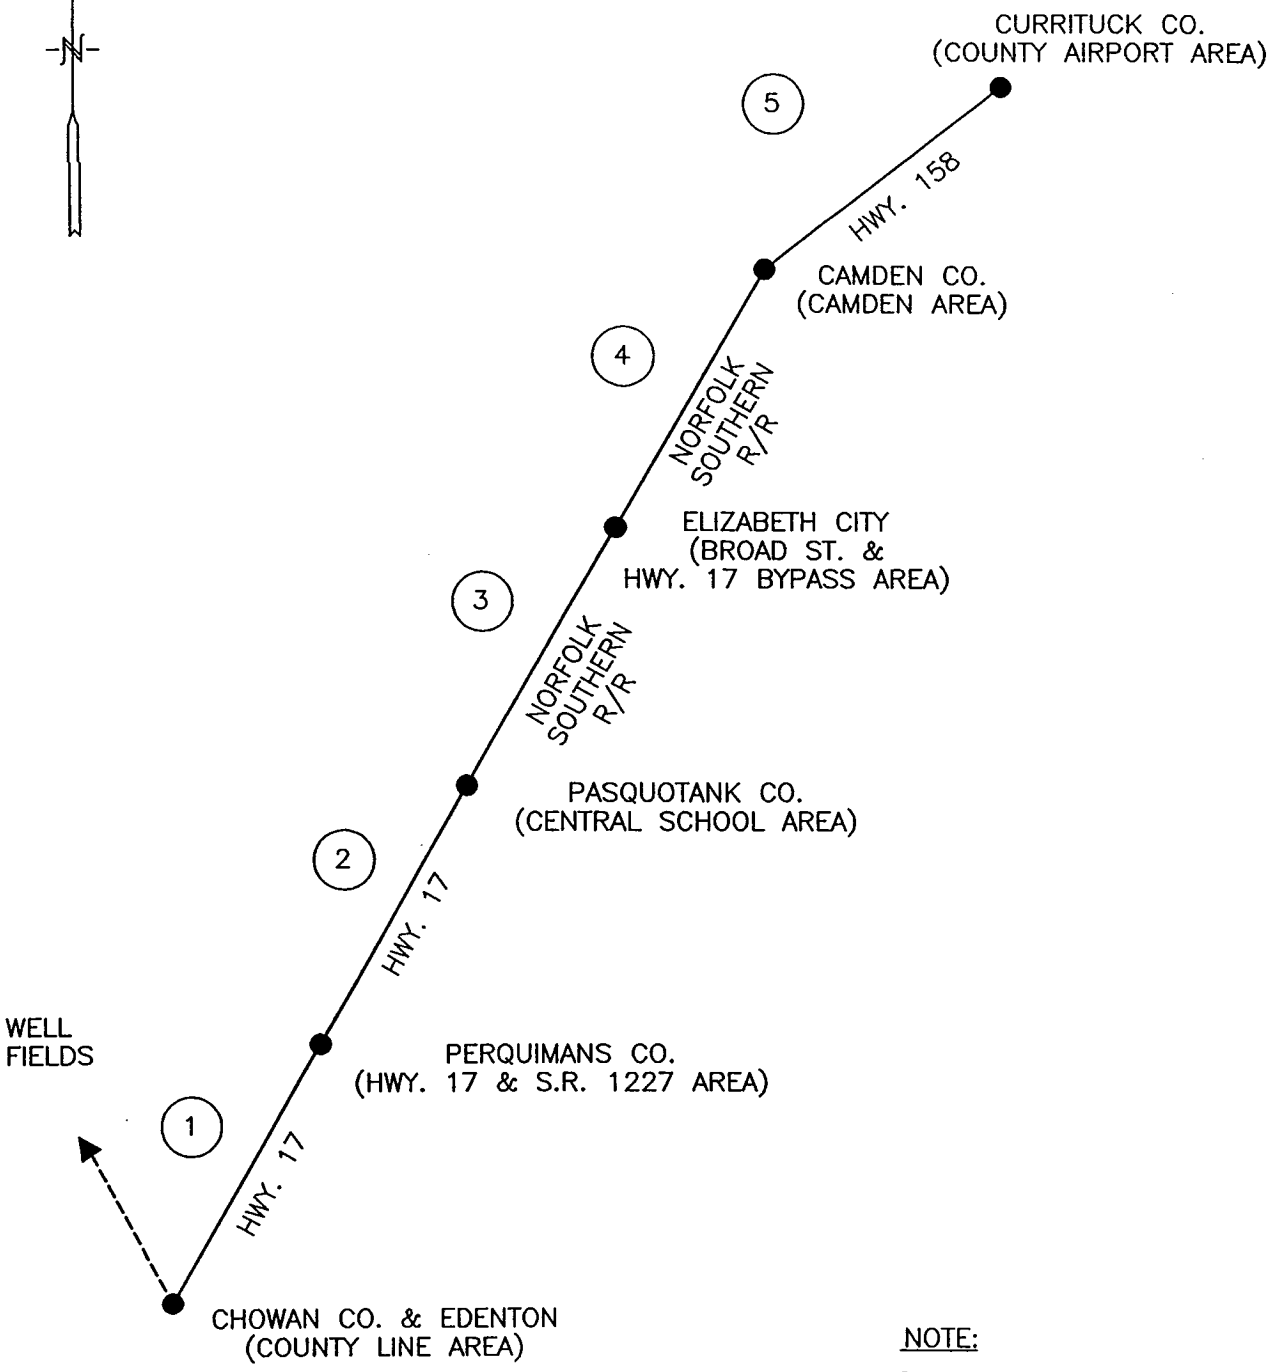 N
CURRITUCK CO.
(COUNTY AIRPORT AREA)
5
HWY. 158
CAMDEN CO.
(CAMDEN AREA)
4
NORFOLK
SOUTHERN
R/R
ELIZABETH CITY
(BROAD ST. &
HWY. 17 BYPASS AREA)
3
NORFOLK
SOUTHERN
R/R
PASQUOTANK CO.
(CENTRAL SCHOOL AREA)
2
HWY. 17
WELL
FIELDS
PERQUIMANS CO.
(HWY. 17 & S.R. 1227 AREA)
1
HWY. 17
CHOWAN CO. & EDENTON
(COUNTY LINE AREA)
NOTE: